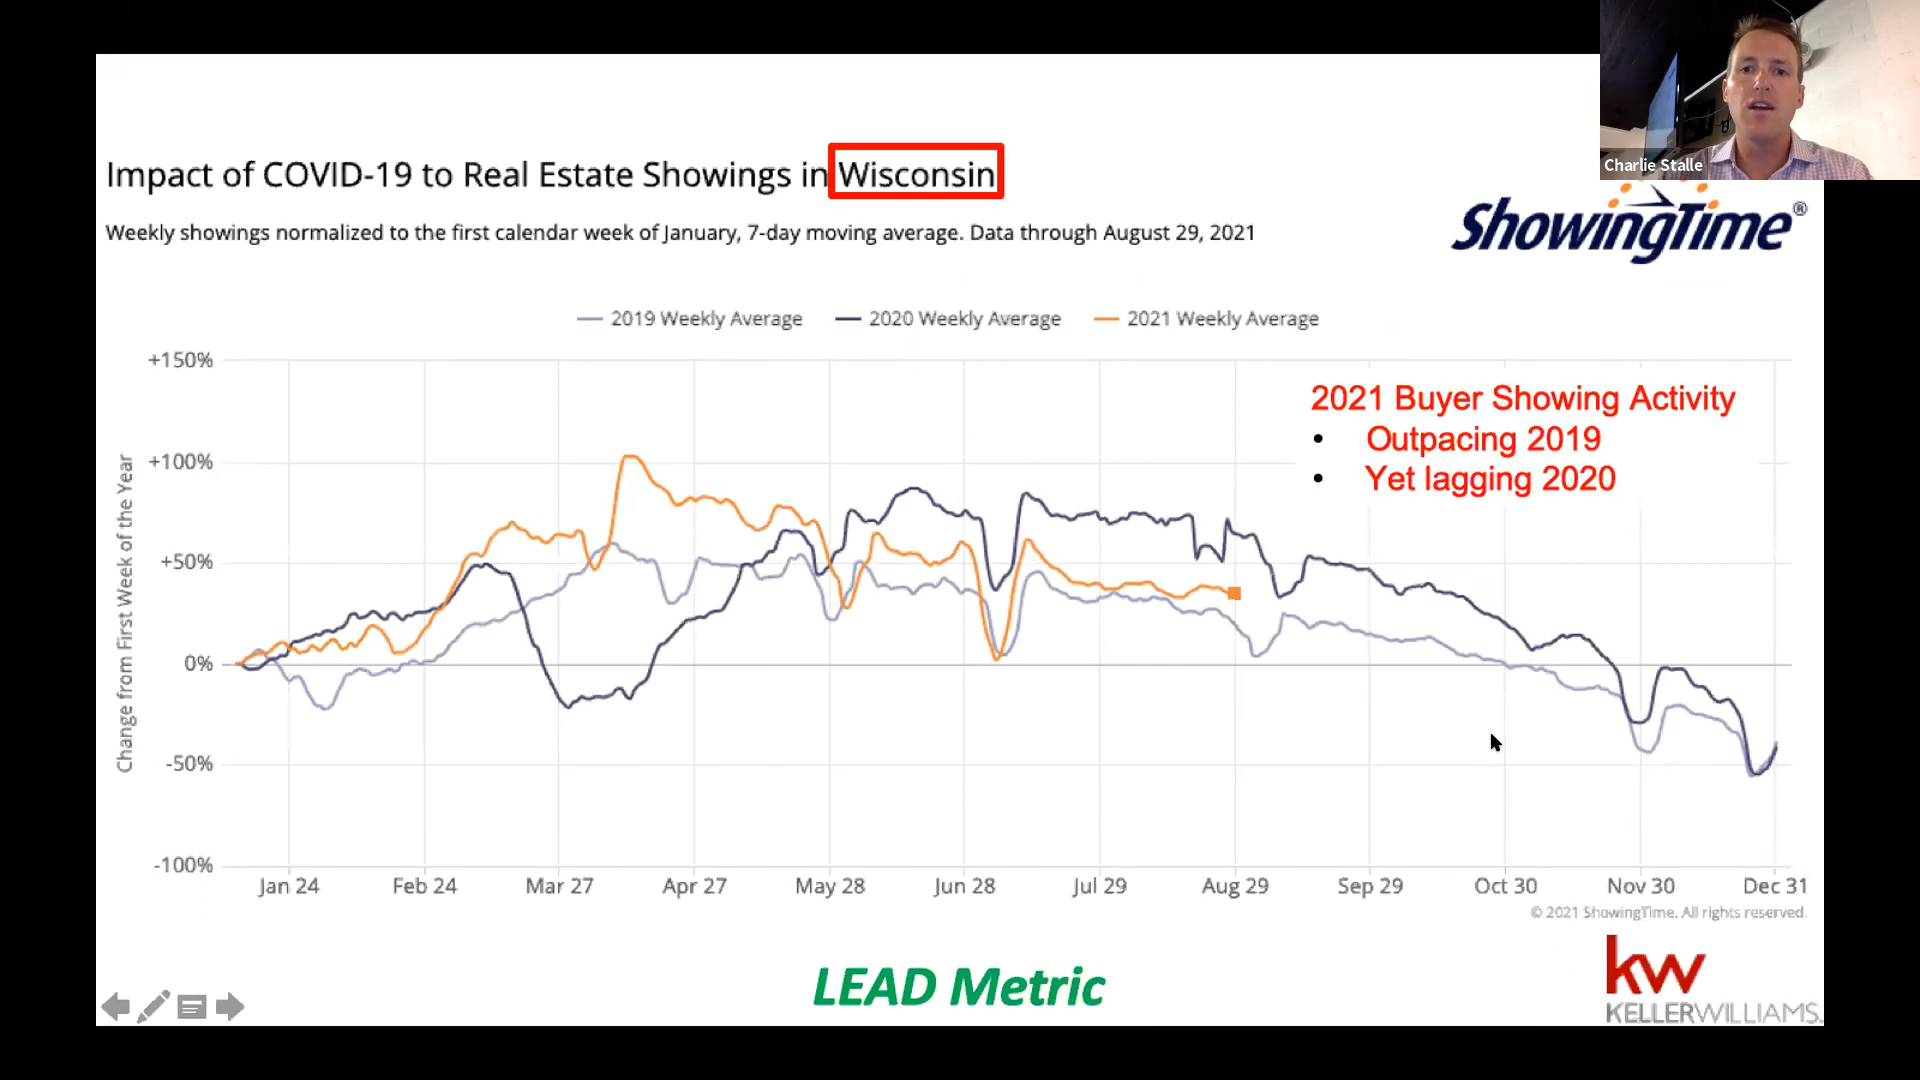 Charlie Stalle
Impact of COVID-19 to Real Estate Showings in Wisconsin
ShowingTime®
Weekly showings normalized to the first calendar week of January, 7-day moving average. Data through August 29, 2021
2019 Weekly Average 2020 Weekly Average 2021 Weekly Average
2021 Buyer Showing Activity
• Outpacing 2019
• Yet lagging 2020
Change from First Week of the Year
+150%
+100%
+50%
0%
-50%
-100%
Jan 24 Feb 24 Mar 27 Apr 27 May 28 Jun 28 Jul 29 Aug 29 Sep 29 Oct 30 Nov 30 Dec 31
© 2021 ShowingTime. All rights reserved.
LEAD Metric
kw
KELLERWILLIAMS.